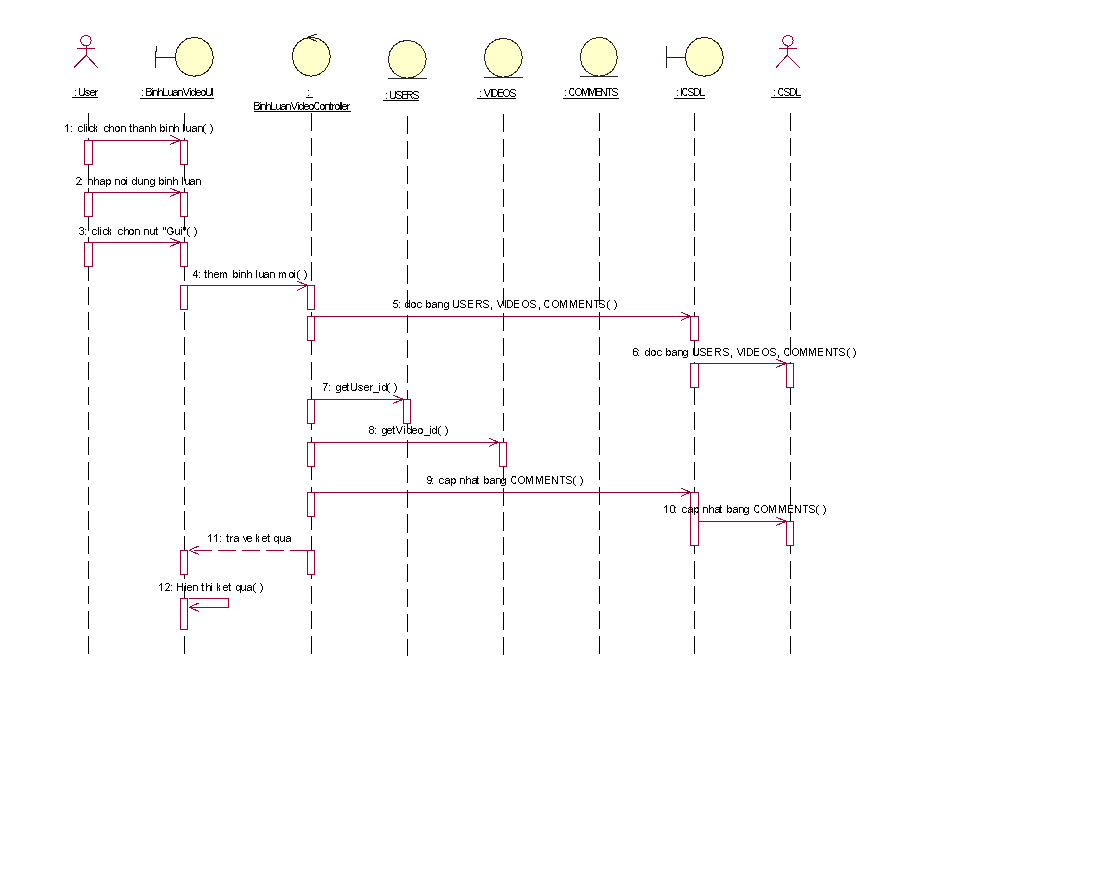 : User
: BinhLuanVideoUI
:
BinhLuanVideoController
: USERS
: VIDEOS
: COMMENTS
: ICSDL
: CSDL
1: click chon thanh binh luan( )
2: nhap noi dung binh luan
3: click chon nut "Gui"( )
4: them binh luan moi( )
5: doc bang USERS, VIDEOS, COMMENTS( )
6: doc bang USERS, VIDEOS, COMMENTS( )
7: getUser_id( )
8: getVideo_id( )
9: cap nhat bang COMMENTS( )
10: cap nhat bang COMMENTS( )
11: tra ve ket qua
12: Hien thi ket qua( )